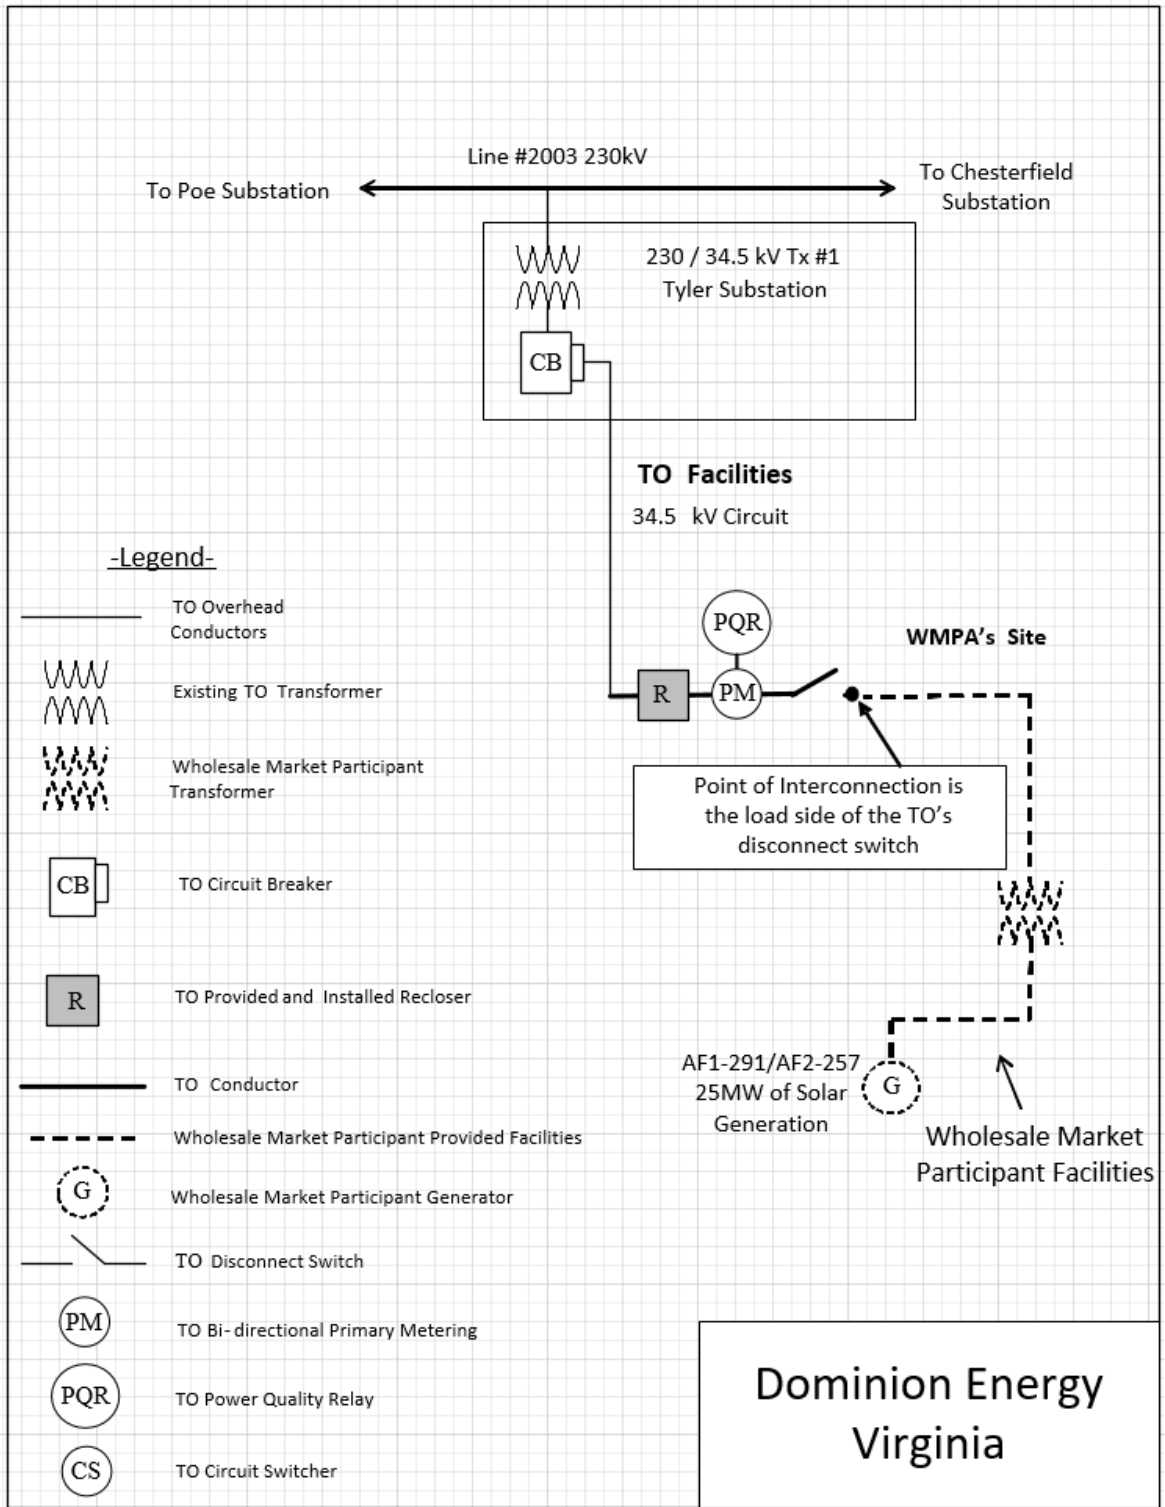 Line #2003 230kV
To Poe Substation
To Chesterfield
Substation
230 / 34.5 kV Tx #1
Tyler Substation
CB
TO Facilities
34.5 kV Circuit
-Legend-
TO Overhead
Conductors
Existing TO Transformer
Wholesale Market Participant
Transformer
CB
TO Circuit Breaker
R
TO Provided and Installed Recloser
TO Conductor
Wholesale Market Participant Provided Facilities
G
Wholesale Market Participant Generator
TO Disconnect Switch
PM
TO Bi-directional Primary Metering
PQR
TO Power Quality Relay
CS
TO Circuit Switcher
PQR
WMPA's Site
R
PM
Point of Interconnection is
the load side of the TO's
disconnect switch
AF1-291/AF2-257
25MW of Solar
Generation
G
Wholesale Market
Participant Facilities
Dominion Energy
Virginia